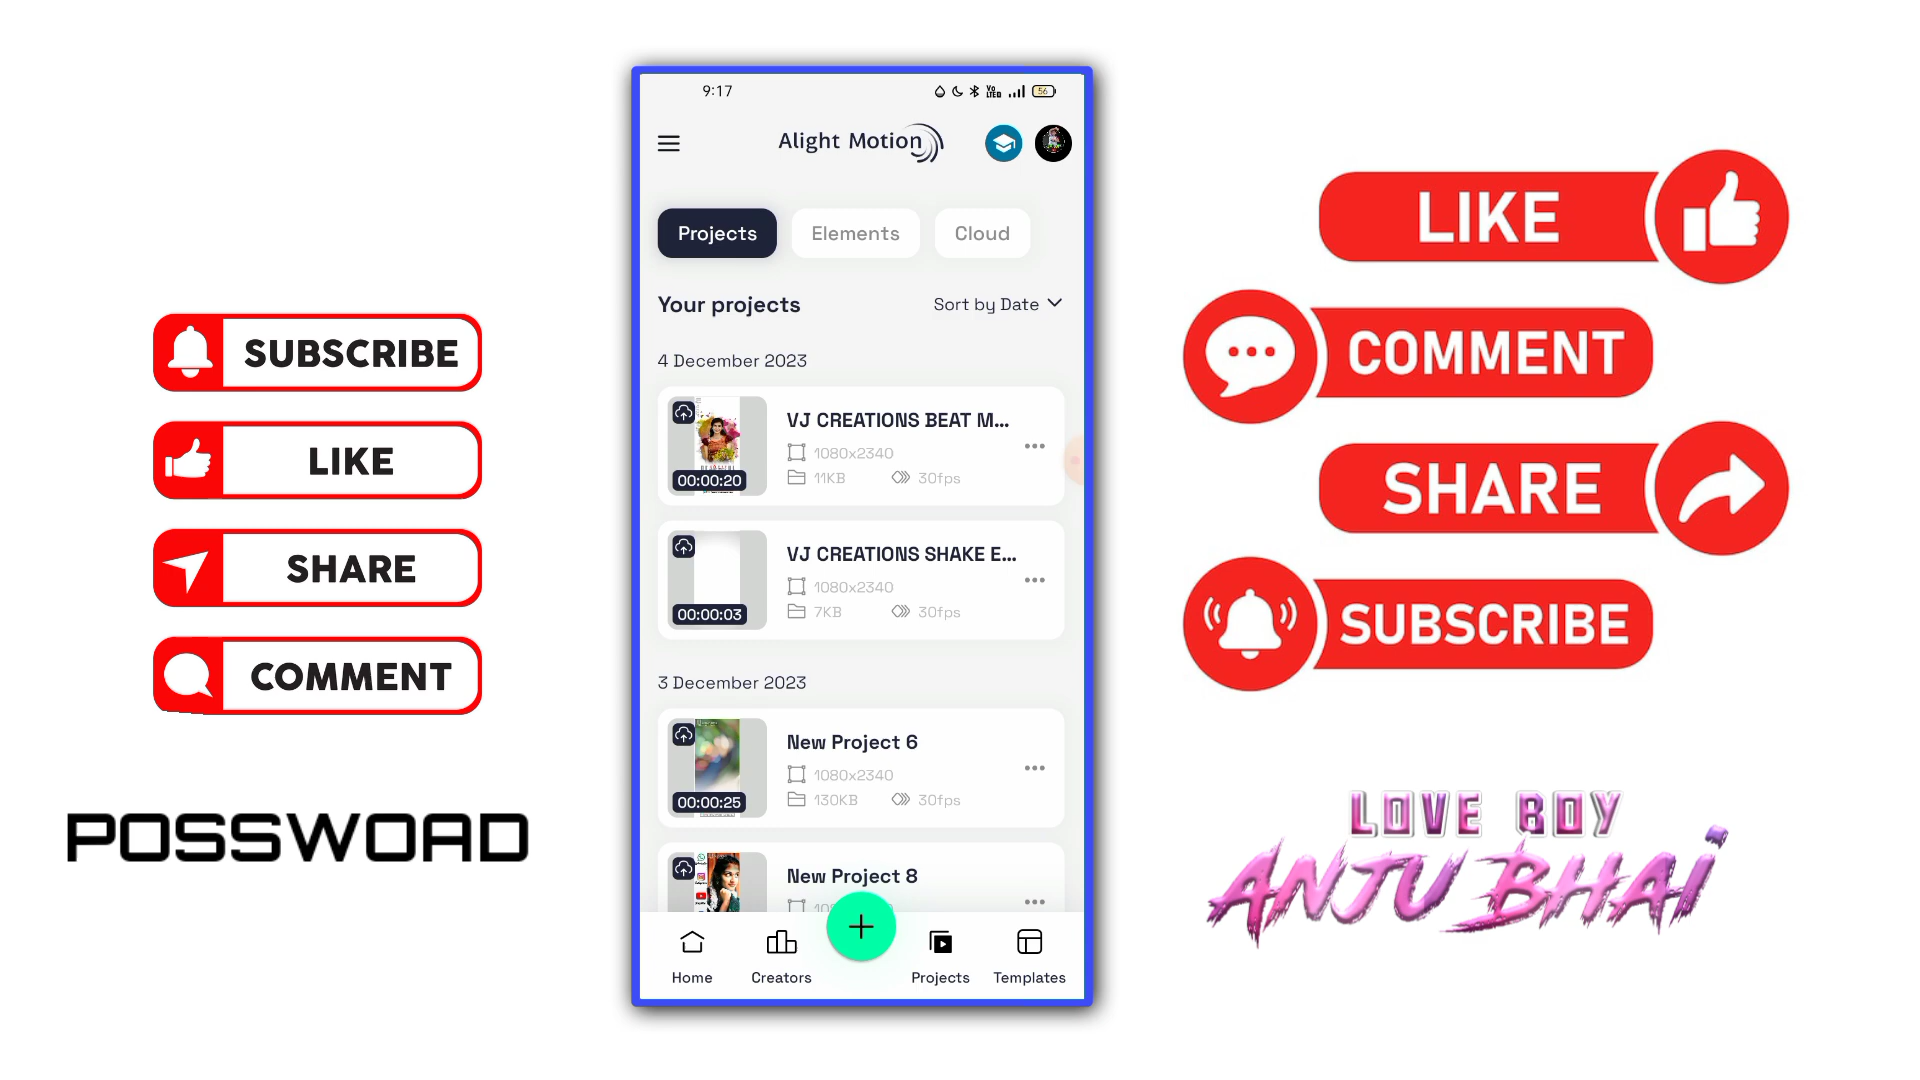 SUBSCRIBE
LIKE
SHARE
COMMENT
POSSWOAD
9:17
56
Alight Motion
Projects
Elements
Cloud
Your projects
Sort by Date
4 December 2023
VJ CREATIONS BEAT M...
1080x2340
11KB
30fps
00:00:20
VJ CREATIONS SHAKE E...
1080x2340
7KB
30fps
00:00:03
3 December 2023
New Project 6
1080x2340
130KB
30fps
00:00:25
New Project 8
Home
Creators
Projects
Templates
LIKE
COMMENT
SHARE
SUBSCRIBE
LOVE BOY
ANJU BHAI